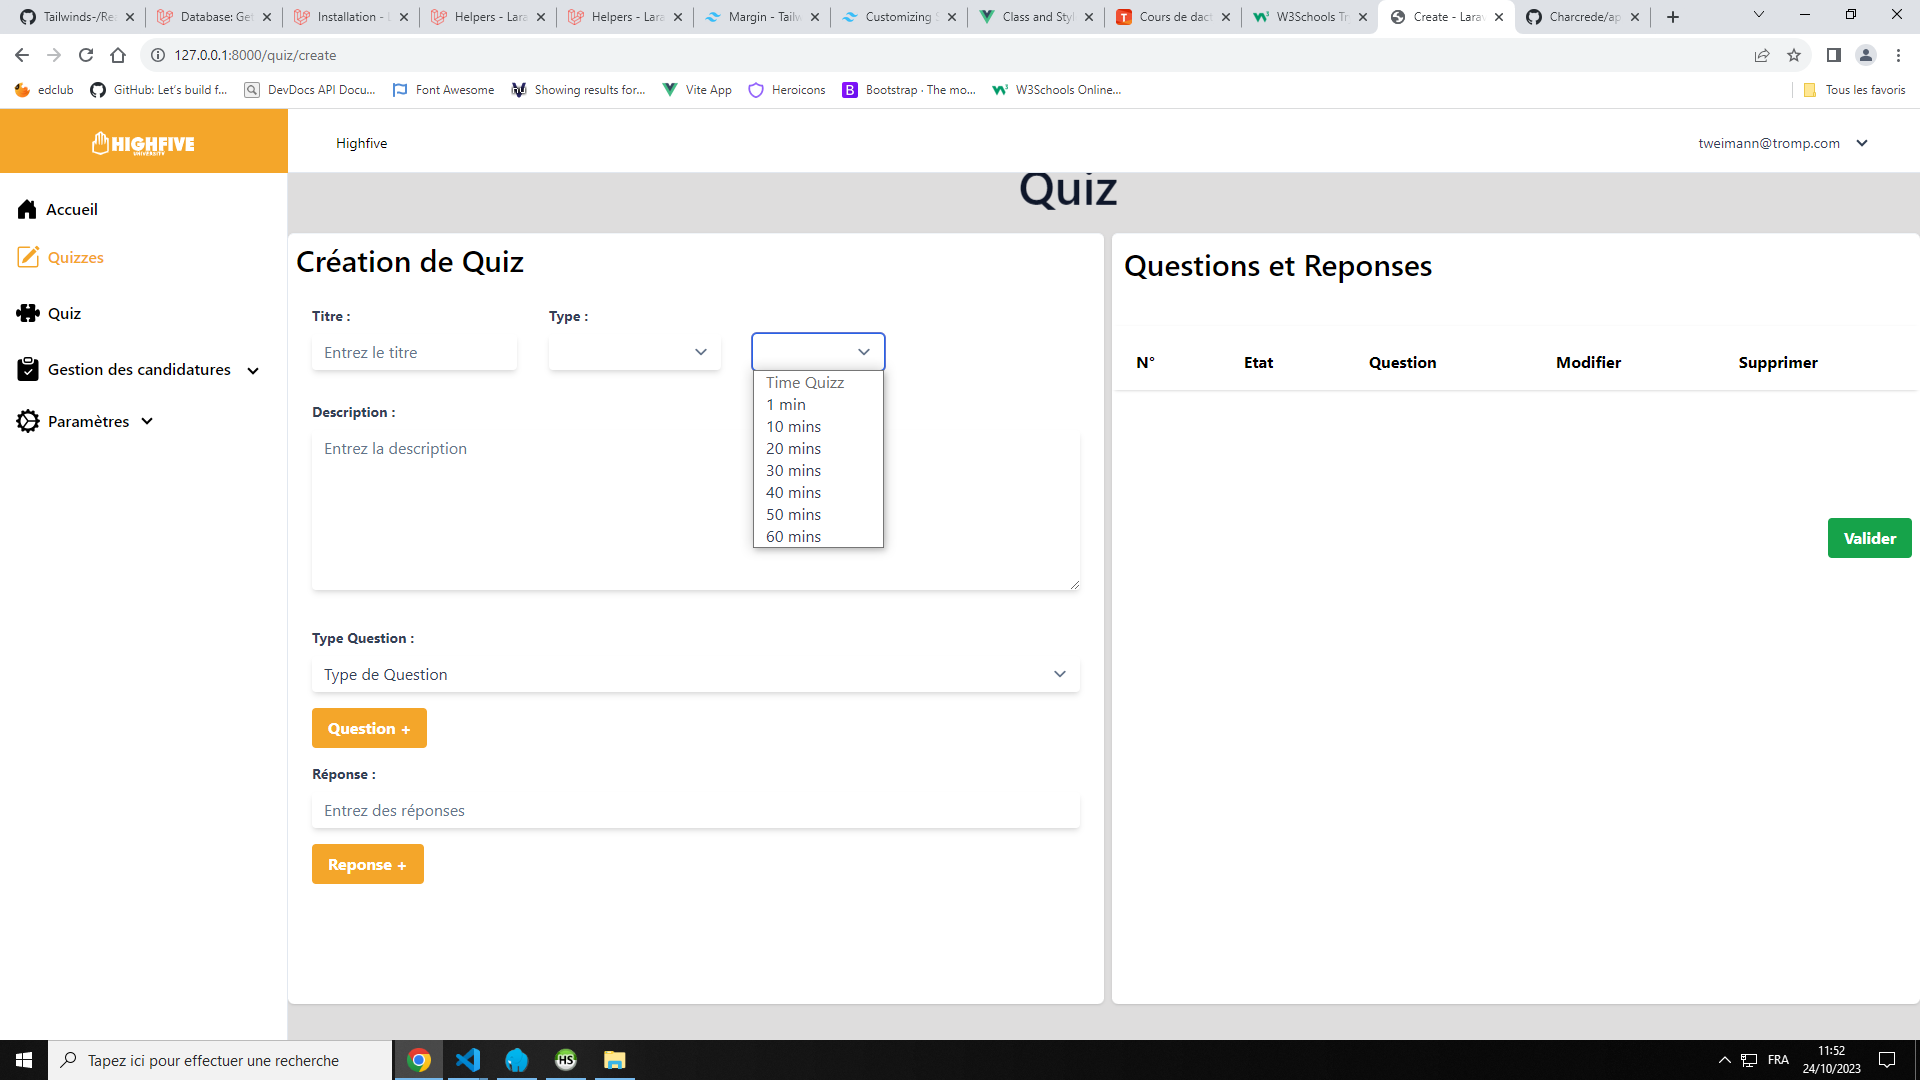 Tailwinds-/Re
Database: Get
Installation - L
Helpers - Lara
Helpers - Lara
Margin - Tailw
Customizing S
Class and Styl
Cours de dact
W3Schools Tr
Create - Larav
Charcrede/ap
127.0.0.1:8000/quiz/create
edclub
GitHub: Let's build f...
DevDocs API Docu...
Font Awesome
Showing results for...
Vite App
Heroicons
Bootstrap · The mo...
W3Schools Online...
Tous les favoris
HIGHFIVE
UNIVERSITY
Highfive
tweimann@tromp.com
Accueil
Quizzes
Quiz
Gestion des candidatures
Paramètres
Quiz
Création de Quiz
Titre :
Type :
Entrez le titre
Time Quizz
1 min
10 mins
20 mins
30 mins
40 mins
50 mins
60 mins
Description :
Entrez la description
Type Question :
Type de Question
Question +
Réponse :
Entrez des réponses
Reponse +
Questions et Reponses
N° Etat Question Modifier Supprimer
Valider
Tapez ici pour effectuer une recherche
HS
FRA
11:52
24/10/2023